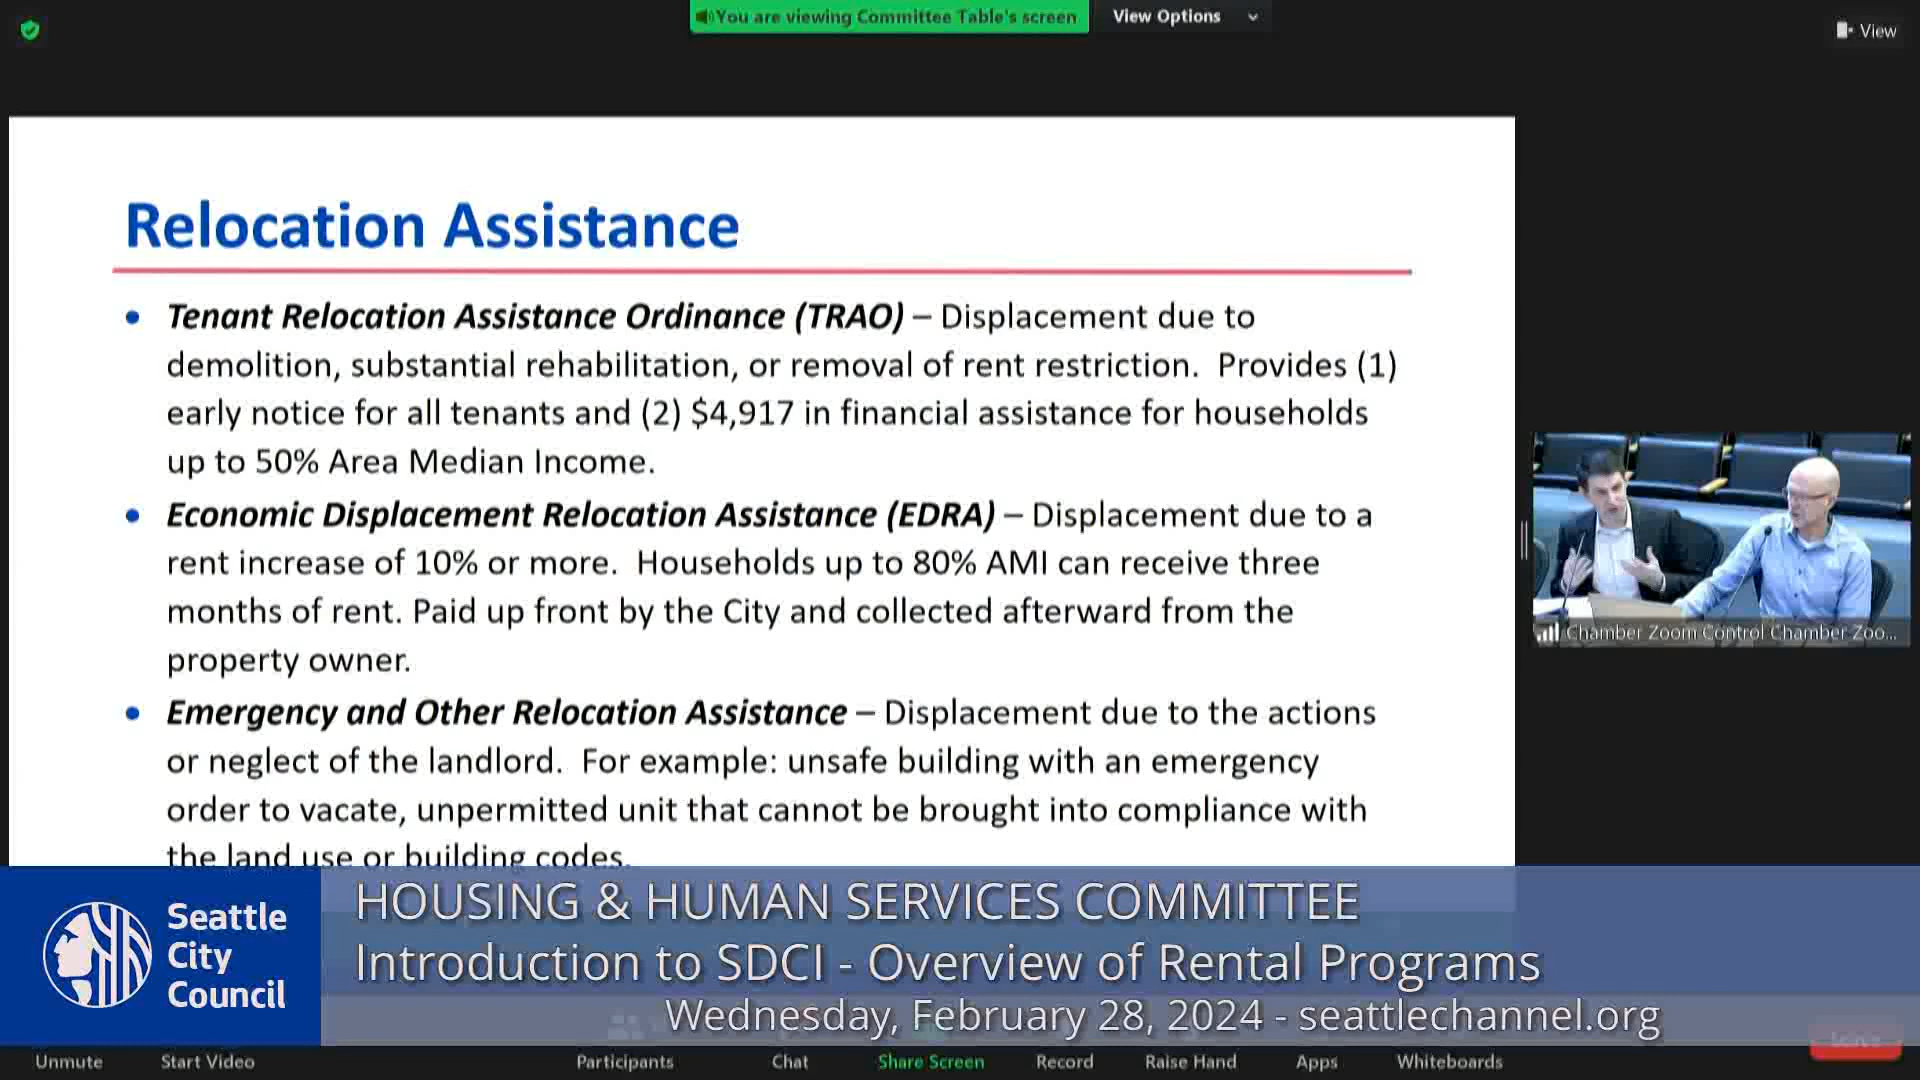 You are viewing Committee Table's screen
View Options
View
Relocation Assistance
• Tenant Relocation Assistance Ordinance (TRAO) – Displacement due to
demolition, substantial rehabilitation, or removal of rent restriction. Provides (1)
early notice for all tenants and (2) $4,917 in financial assistance for households
up to 50% Area Median Income.
• Economic Displacement Relocation Assistance (EDRA) – Displacement due to a
rent increase of 10% or more. Households up to 80% AMI can receive three
months of rent. Paid up front by the City and collected afterward from the
property owner.
• Emergency and Other Relocation Assistance – Displacement due to the actions
or neglect of the landlord. For example: unsafe building with an emergency
order to vacate, unpermitted unit that cannot be brought into compliance with
the land use or building codes.
Chamber Zoom Control Chamber Zoo...
Seattle
City
Council
HOUSING & HUMAN SERVICES COMMITTEE
Introduction to SDCI - Overview of Rental Programs
Wednesday, February 28, 2024 - seattlechannel.org
Unmute
Start Video
Participants
Chat
Share Screen
Record
Raise Hand
Apps
Whiteboards